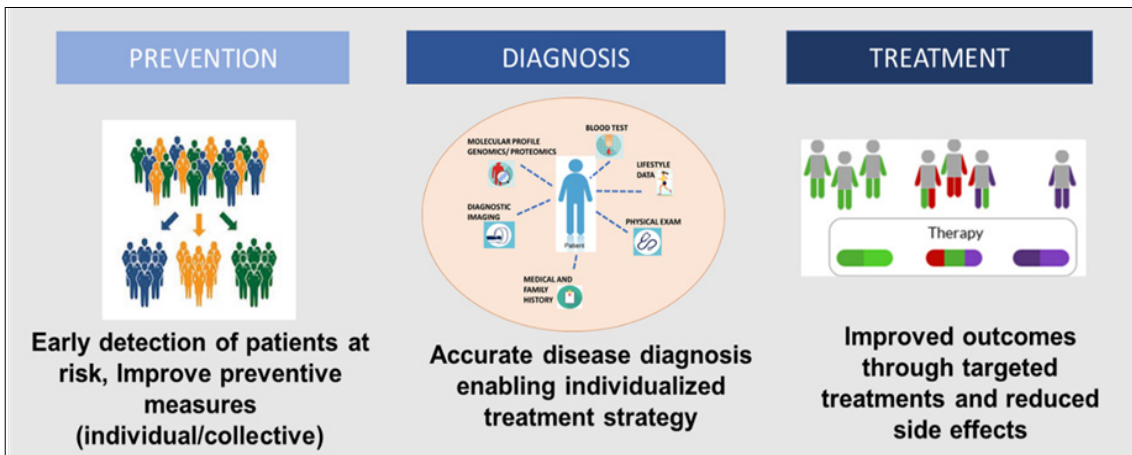 PREVENTION
DIAGNOSIS
TREATMENT
BLOOD TEST
MOLECULAR PROFILE
GENOMICS/ PROTEOMICS
LIFESTYLE
DATA
DIAGNOSTIC
IMAGING
PHYSICAL EXAM
Patient
MEDICAL AND
FAMILY
HISTORY
Therapy
Early detection of patients at
risk, Improve preventive
measures
(individual/collective)
Accurate disease diagnosis
enabling individualized
treatment strategy
Improved outcomes
through targeted
treatments and reduced
side effects